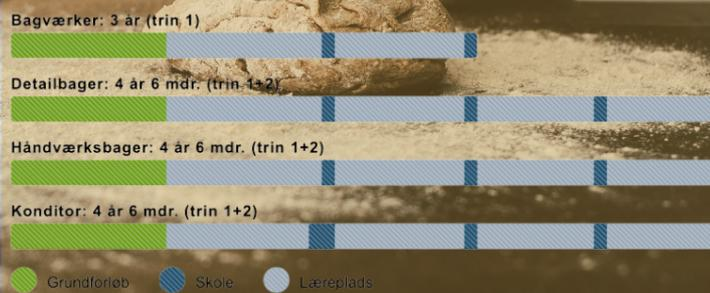 Bagværker: 3 år (trin 1)
Detailbager: 4 år 6 mdr. (trin 1+2)
Håndværksbager: 4 år 6 mdr. (trin 1+2)
Konditor: 4 år 6 mdr. (trin 1+2)
Grundforløb Skole Læreplads